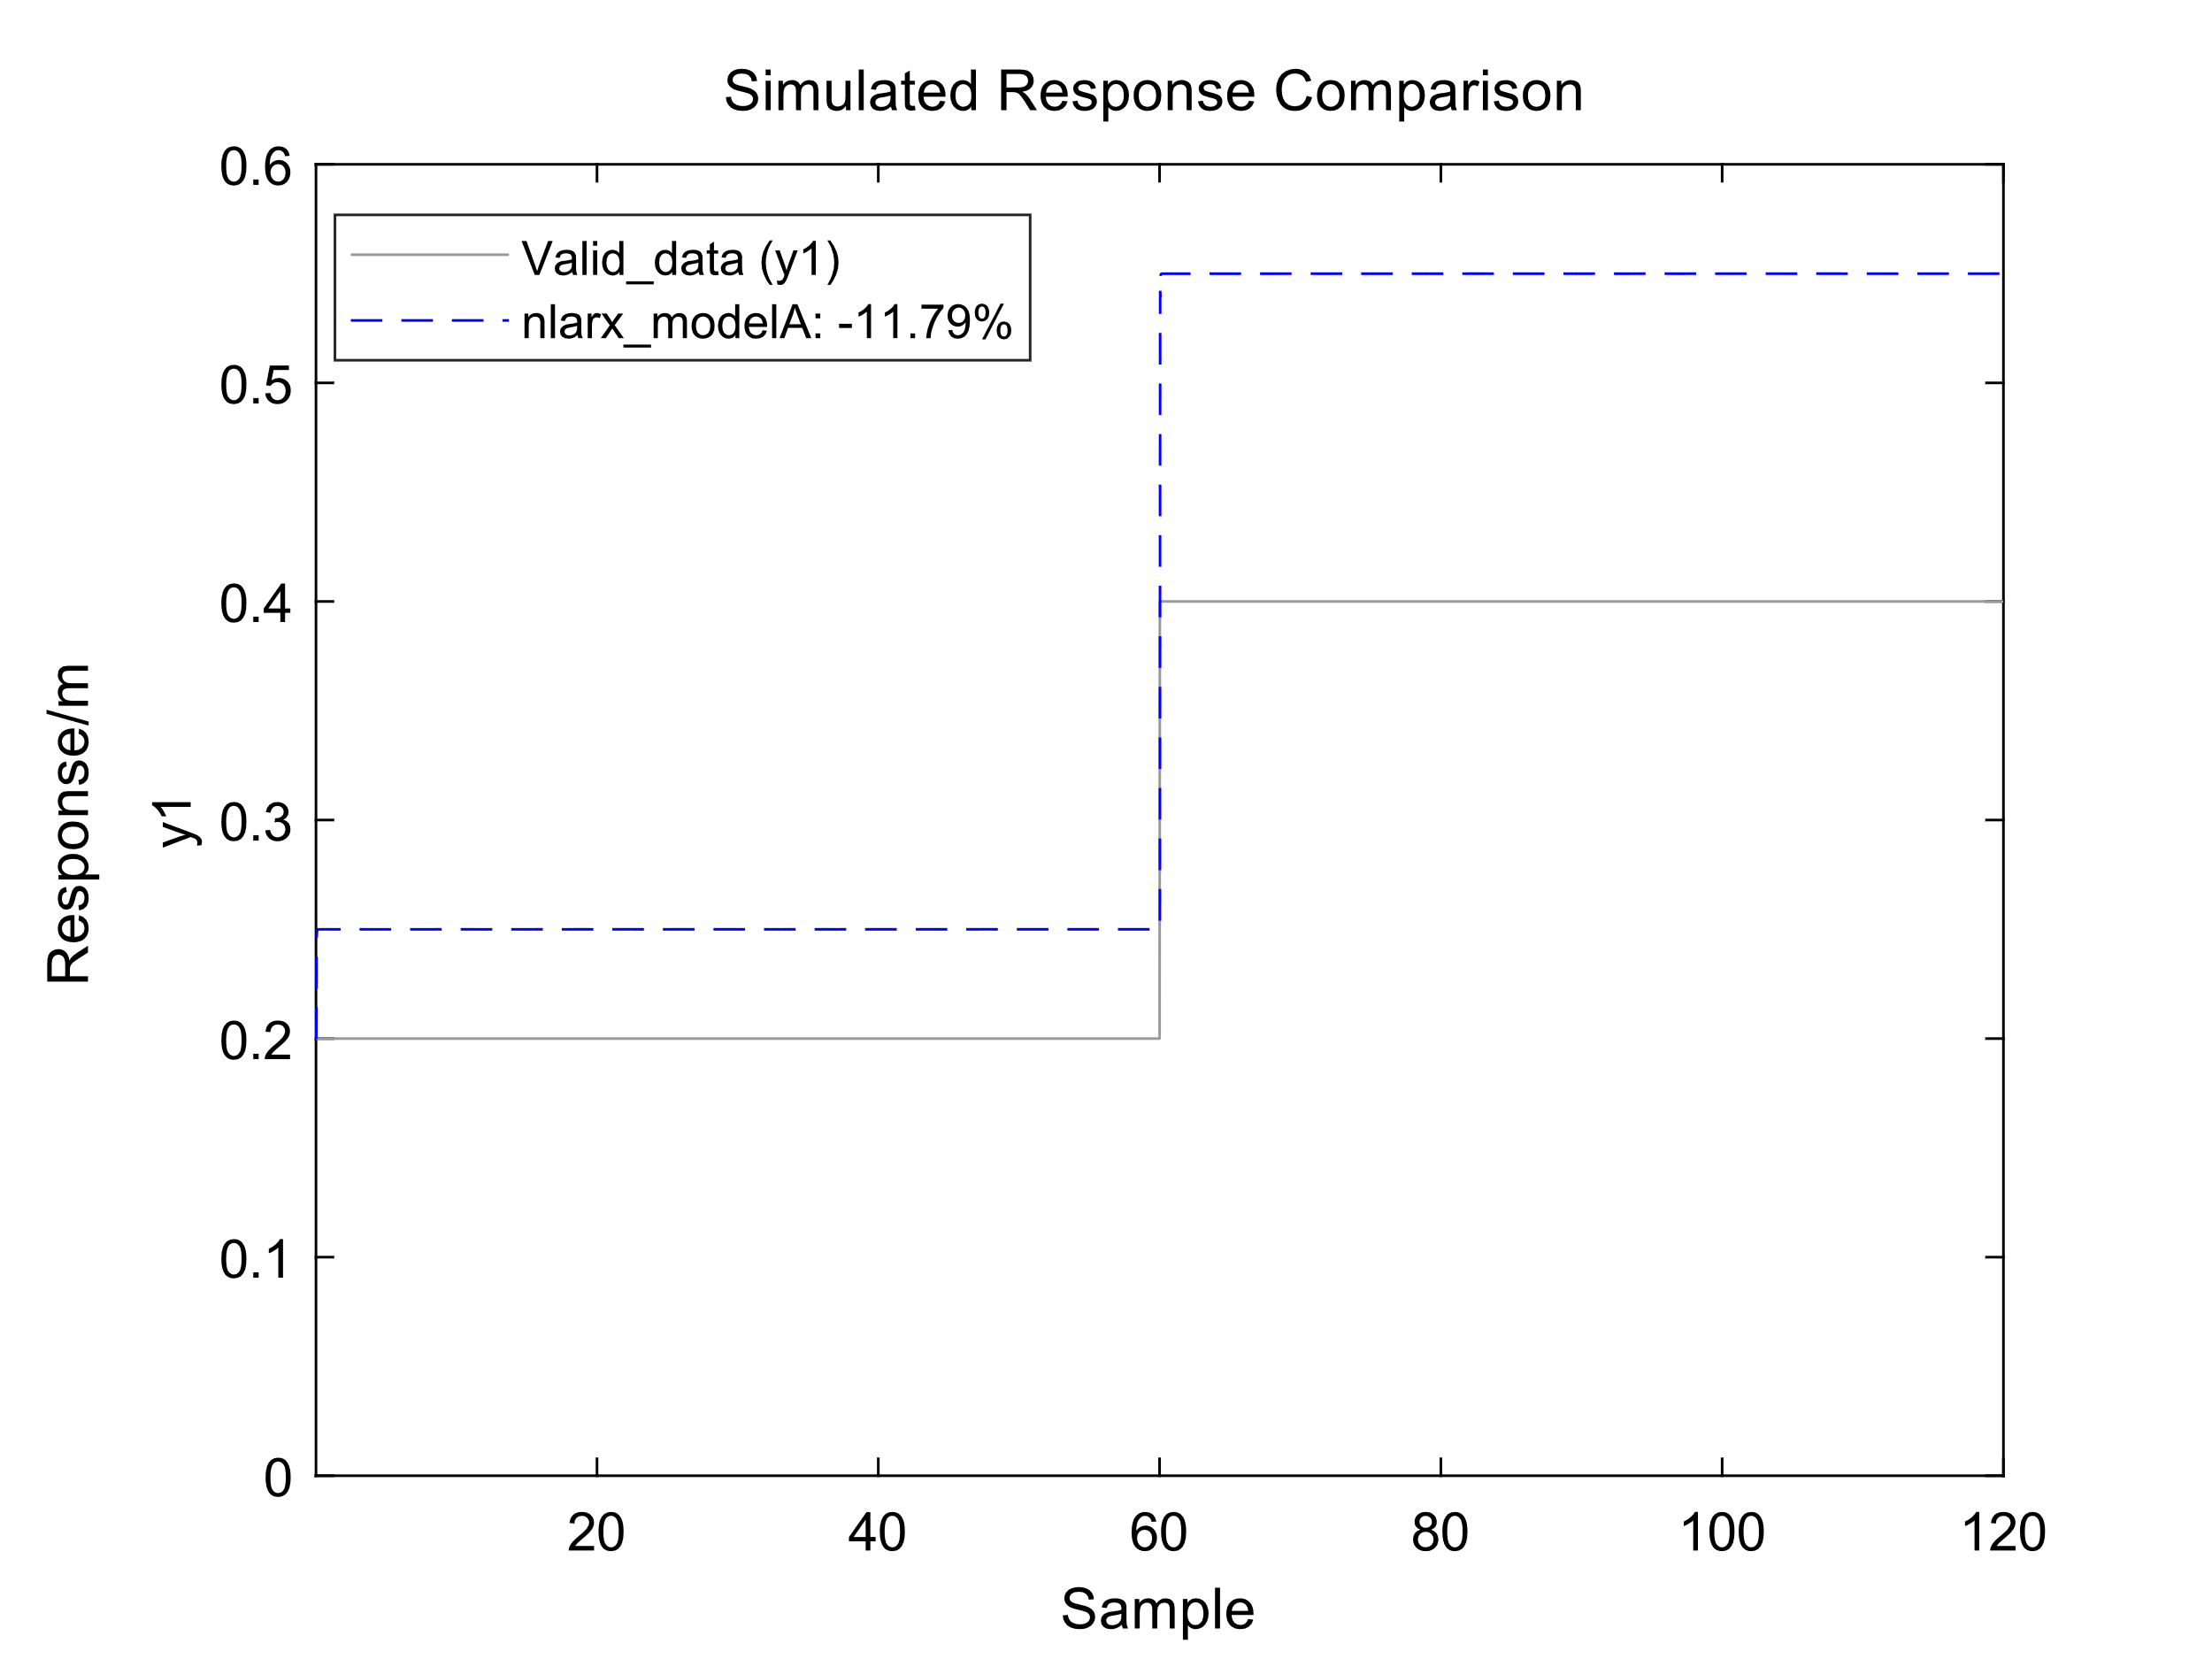 Simulated Response Comparison
0.6
Valid_data (y1)
nlarx_modelA: -11.79%
0.5
0.4
0.3
0.2
0.1
0
Response/m
y1
20 40 60 80 100 120
Sample